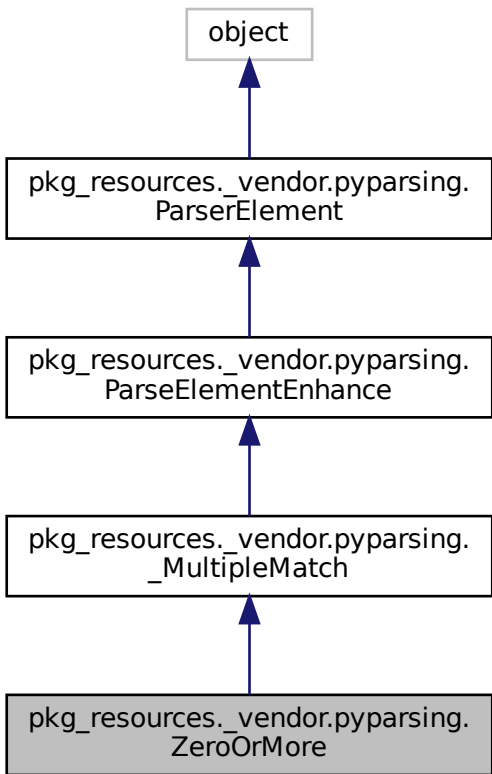 object
pkg_resources._vendor.pyparsing.
ParserElement
pkg_resources._vendor.pyparsing.
ParseElementEnhance
pkg_resources._vendor.pyparsing.
_MultipleMatch
pkg_resources._vendor.pyparsing.
ZeroOrMore